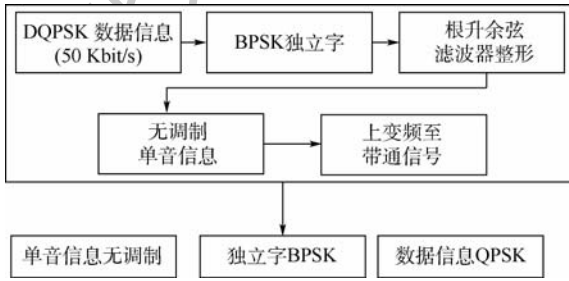 DQPSK 数据信息
(50 Kbit/s)
BPSK独立字
根升余弦
滤波器整形
无调制
单音信息
上变频至
带通信号
单音信息无调制
独立字BPSK
数据信息QPSK